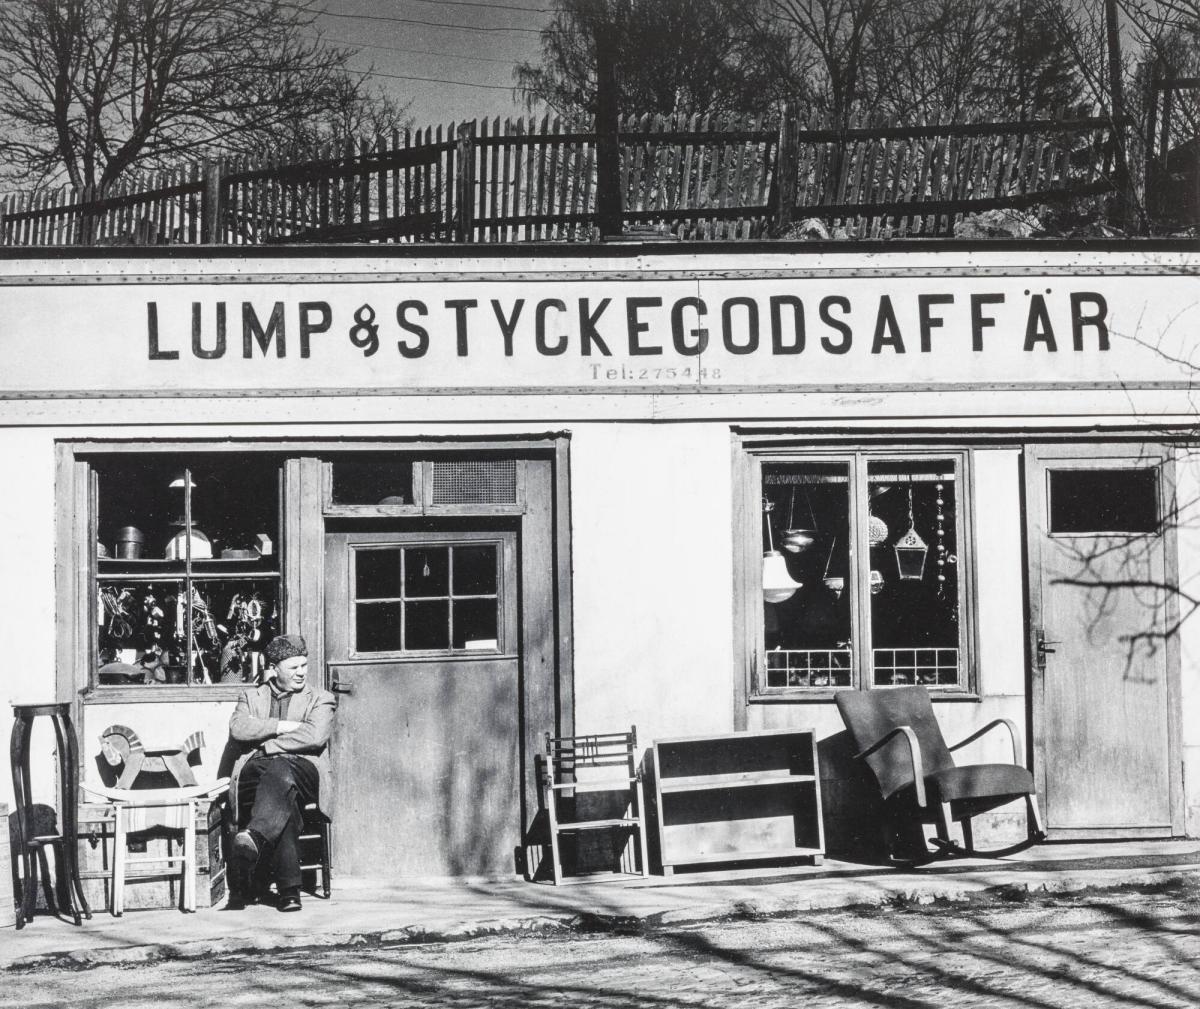 LUMP & STYCKEGODSAFFÄR
Tel: 275448